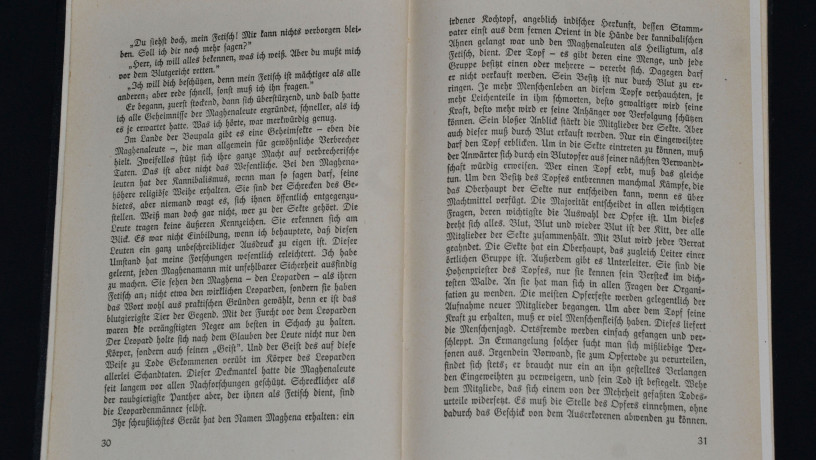 „Du siehst doch, mein Fetisch! Mir kann nichts verborgen blei-
ben. Soll ich dir noch mehr sagen?“
„Herr, ich will alles bekennen, was ich weiß. Aber du mußt mich
vor dem Blutgericht retten.“
„Ich will dich beschützen, denn mein Fetisch ist mächtiger als alle
anderen; aber rede schnell, sonst muß ich ihn fragen.“
Er begann, zuerst stockend, dann sich überstürzend, und bald hatte
ich alle Geheimnisse der Maghenaleute ergründet, schneller, als ich
es je erwartet hatte. Was ich hörte, war merkwürdig genug.
Im Lande der Boupala gibt es eine Geheimsekte – eben die
Maghenaleute –, die man allgemein für gewöhnliche Verbrecher
hielt. Zweifellos stützt sich ihre ganze Macht auf verbrecherische
Taten. Das ist aber nicht das Wesentliche. Bei den Maghena-
leuten hat der Kannibalismus, wenn man so sagen darf, seine
höhere religiöse Weihe erhalten. Sie sind der Schrecken des Ge-
bietes, aber niemand wagt es, sich ihnen öffentlich entgegenzu-
stellen. Weiß man doch gar nicht, wer zu der Sekte gehört. Die
Leute tragen keine äußeren Kennzeichen. Sie erkennen sich am
Blick. Es war nicht Einbildung, wenn ich behauptete, daß diesen
Leuten ein ganz unbeschreiblicher Ausdruck zu eigen ist. Dieser
Umstand hat meine Forschungen wesentlich erleichtert. Ich habe
gelernt, jeden Maghenamann mit unfehlbarer Sicherheit ausfindig
zu machen. Sie sehen den Maghena – den Leoparden – als ihren
Fetisch an; nicht etwa den wirklichen Leoparden, sondern sie haben
das Wort wohl aus praktischen Gründen gewählt, denn er ist das
blutgierigste Tier der Gegend. Mit der Furcht vor dem Leoparden
waren die verängstigten Neger am besten in Schach zu halten.
Der Leopard holte sich nach dem Glauben der Leute nicht nur den
Körper, sondern auch seinen „Geist“. Und der Geist des auf diese
Weise zu Tode Gekommenen verübt im Körper des Leoparden
allerlei Schandtaten. Dieser Deckmantel hatte die Maghenaleute
seit langem vor allen Nachforschungen geschützt. Schrecklicher als
der raubgierigste Panther aber, der ihnen als Fetisch dient, sind
die Leopardenmänner selbst.
Ihr scheußlichstes Gerät hat den Namen Maghena erhalten: ein
30
irdener Kochtopf, angeblich indischer Herkunft, dessen Stamm-
vater einst aus dem fernen Orient in die Hände der kannibalischen
Ahnen gelangt war und den Maghenaleuten als Heiligtum, als
Fetisch, dient. Der Topf – es gibt deren eine Menge, und jede
Gruppe besitzt einen oder mehrere – vererbt sich. Dagegen darf
er nicht verkauft werden. Sein Besitz ist nur durch Blut zu er-
ringen. Je mehr Menschenleben an diesem Topfe verhauchten, je
mehr Leichenteile in ihm schmorten, desto gewaltiger wird seine
Kraft, desto mehr wird er seine Anhänger vor Verfolgung schützen
können. Sein bloßer Anblick stärkt die Mitglieder der Sekte. Aber
auch dieser muß durch Blut erkauft werden. Nur ein Eingeweihter
darf den Topf erblicken. Um in die Sekte eintreten zu können, muß
der Anwärter sich durch ein Blutopfer aus seiner nächsten Verwandt-
schaft würdig erweisen. Wer einen Topf erbt, muß das gleiche
tun. Um den Besitz des Topfes entbrennen manchmal Kämpfe, die
das Oberhaupt der Sekte nur entscheiden kann, wenn es über
Machtmittel verfügt. Die Majorität entscheidet in allen wichtigen
Fragen, deren wichtigste die Auswahl der Opfer ist. Um dieses
dreht sich alles. Blut, Blut und wieder Blut ist der Kitt, der alle
Mitglieder der Sekte zusammenhält. Mit Blut wird jeder Verrat
geahndet. Die Sekte hat ein Oberhaupt, das zugleich Leiter einer
örtlichen Gruppe ist. Außerdem gibt es Unterleiter. Sie sind die
Hohenpriester des Topfes, nur sie kennen sein Versteck im dich-
testen Walde. An sie hat man sich in allen Fragen der Organi-
sation zu wenden. Die meisten Opferfeste werden gelegentlich der
Aufnahme neuer Mitglieder begangen. Um aber dem Topf seine
Kraft zu erhalten, muß er viel Menschenfleisch haben. Dieses liefert
die Menschenjagd. Ortsfremde werden einfach gefangen und ver-
schleppt. In Ermangelung solcher sucht man sich mißliebige Per-
sonen aus. Irgendein Vorwand, sie zum Opfertode zu verurteilen,
findet sich stets; er braucht nur ein an ihn gestelltes Verlangen
den Eingeweihten zu verweigern, und sein Tod ist besiegelt. Wehe
dem Mitgliede, das sich einem von der Mehrheit gefaßten Todes-
urteile widersetzt. Es muß die Stelle des Opfers einnehmen, ohne
dadurch das Geschick von dem Auserkorenen abwenden zu können.
31